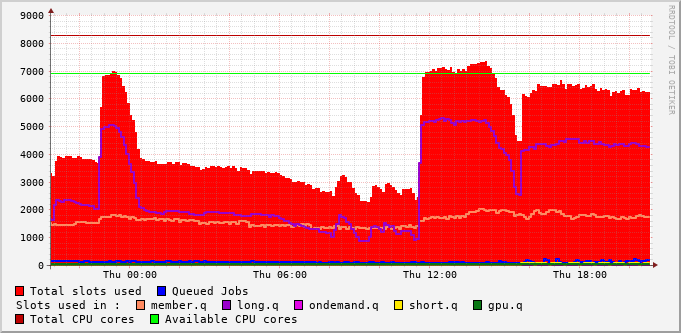 9000
8000
7000
6000
5000
4000
3000
2000
1000
0
Thu 00:00 Thu 06:00 Thu 12:00 Thu 18:00
RRDTOOL / TOBI OETIKER
Total slots used Queued Jobs
Slots used in : member.q long.q ondemand.q short.q gpu.q
Total CPU cores Available CPU cores